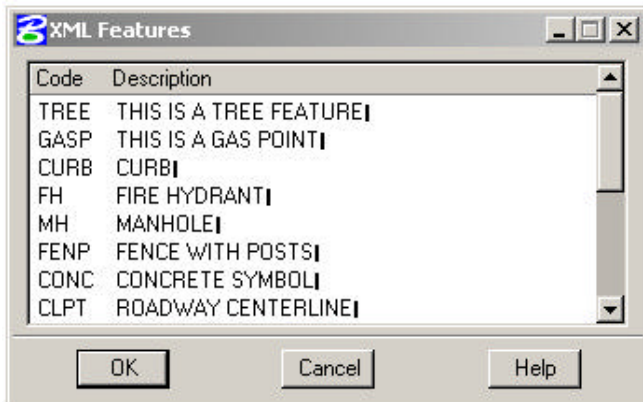 XML Features
Code Description
TREE THIS IS A TREE FEATURE
GASP THIS IS A GAS POINT
CURB CURB
FH FIRE HYDRANT
MH MANHOLE
FENP FENCE WITH POSTS
CONC CONCRETE SYMBOL
CLPT ROADWAY CENTERLINE
OK Cancel Help